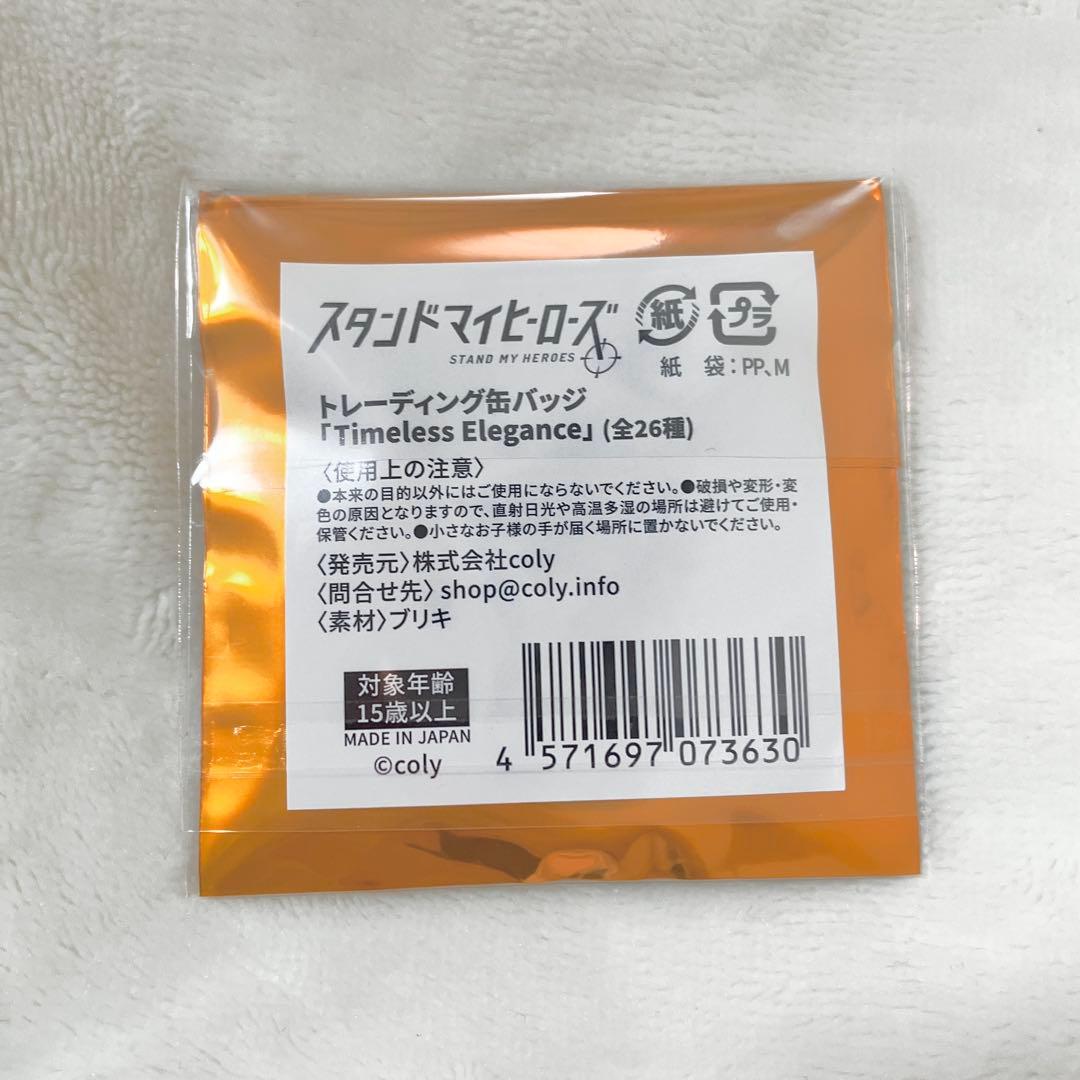 スタンドマイヒーローズ
STAND MY HEROES
紙 プラ
紙 袋：PP、M
トレーディング缶バッジ
「Timeless Elegance」 (全26種)
〈使用上の注意〉
●本来の目的以外にはご使用にならないでください。●破損や変形・変
色の原因となりますので、直射日光や高温多湿の場所は避けてご使用・
保管ください。●小さなお子様の手が届く場所に置かないでください。
〈発売元〉株式会社coly
〈問合せ先〉shop@coly.info
〈素材〉ブリキ
対象年齢
15歳以上
MADE IN JAPAN
©coly
4 571697 073630